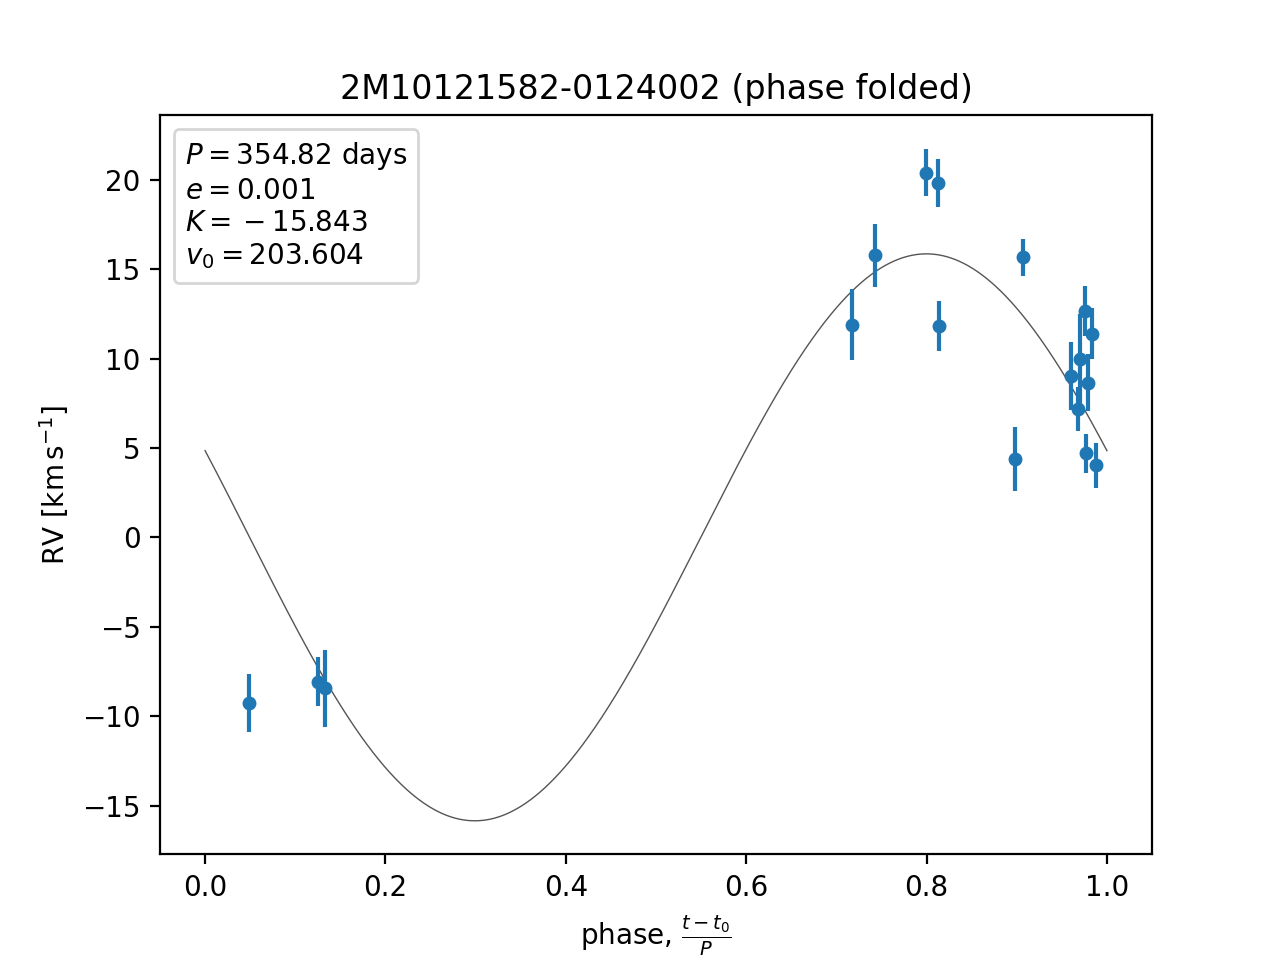 2M10121582-0124002 (phase folded)
P = 354.82 days
e = 0.001
K = −15.843
v₀ = 203.604
20
15
10
5
0
−5
−10
−15
RV [km s⁻¹]
0.0 0.2 0.4 0.6 0.8 1.0
phase, (t − t₀)/P